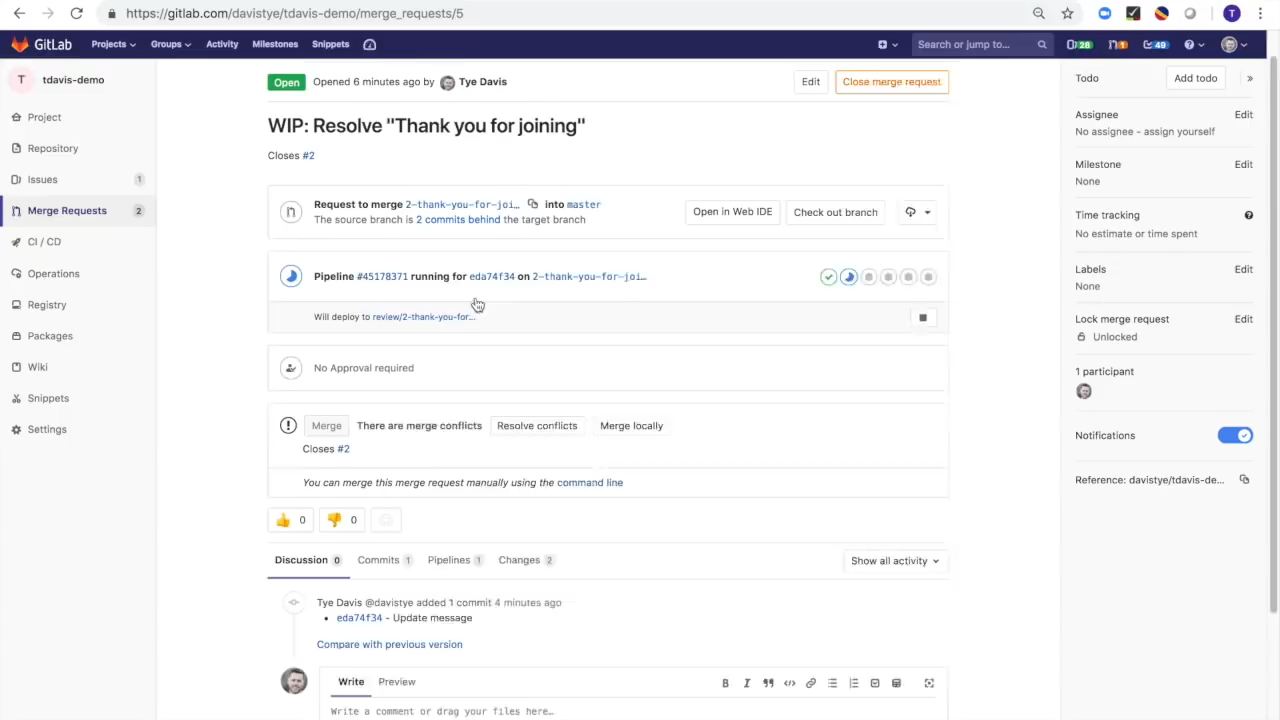 https://gitlab.com/davistye/tdavis-demo/merge_requests/5
T
GitLab Projects Groups Activity Milestones Snippets Search or jump to... 28 1 49
T tdavis-demo
Project
Repository
Issues 1
Merge Requests 2
CI / CD
Operations
Registry
Packages
Wiki
Snippets
Settings
Open Opened 6 minutes ago by Tye Davis Edit Close merge request
WIP: Resolve "Thank you for joining"
Closes #2
Request to merge 2-thank-you-for-joi… into master
The source branch is 2 commits behind the target branch
Open in Web IDE Check out branch
Pipeline #45178371 running for eda74f34 on 2-thank-you-for-joi…
Will deploy to review/2-thank-you-for...
No Approval required
Merge There are merge conflicts Resolve conflicts Merge locally
Closes #2
You can merge this merge request manually using the command line
0 0
Discussion 0 Commits 1 Pipelines 1 Changes 2 Show all activity
Tye Davis @davistye added 1 commit 4 minutes ago
• eda74f34 - Update message
Compare with previous version
Write Preview B I
Write a comment or drag your files here…
Todo Add todo »
Assignee Edit
No assignee - assign yourself
Milestone Edit
None
Time tracking ?
No estimate or time spent
Labels Edit
None
Lock merge request Edit
Unlocked
1 participant
Notifications
Reference: davistye/tdavis-de...